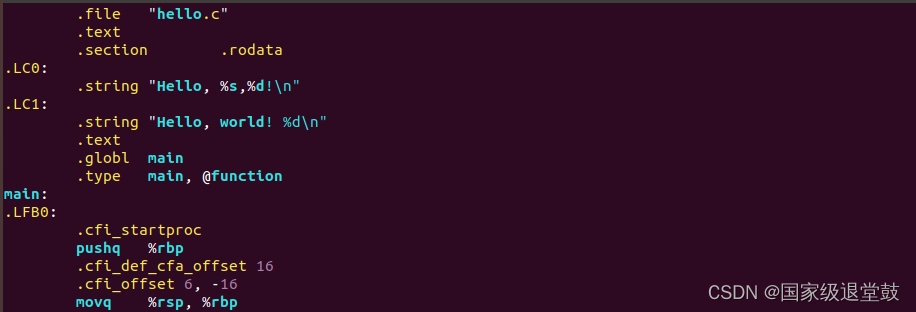 .file "hello.c"
.text
.section .rodata
.LC0:
.string "Hello, %s,%d!\n"
.LC1:
.string "Hello, world! %d\n"
.text
.globl main
.type main, @function
main:
.LFB0:
.cfi_startproc
pushq %rbp
.cfi_def_cfa_offset 16
.cfi_offset 6, -16
movq %rsp, %rbp
CSDN @国家级退堂鼓